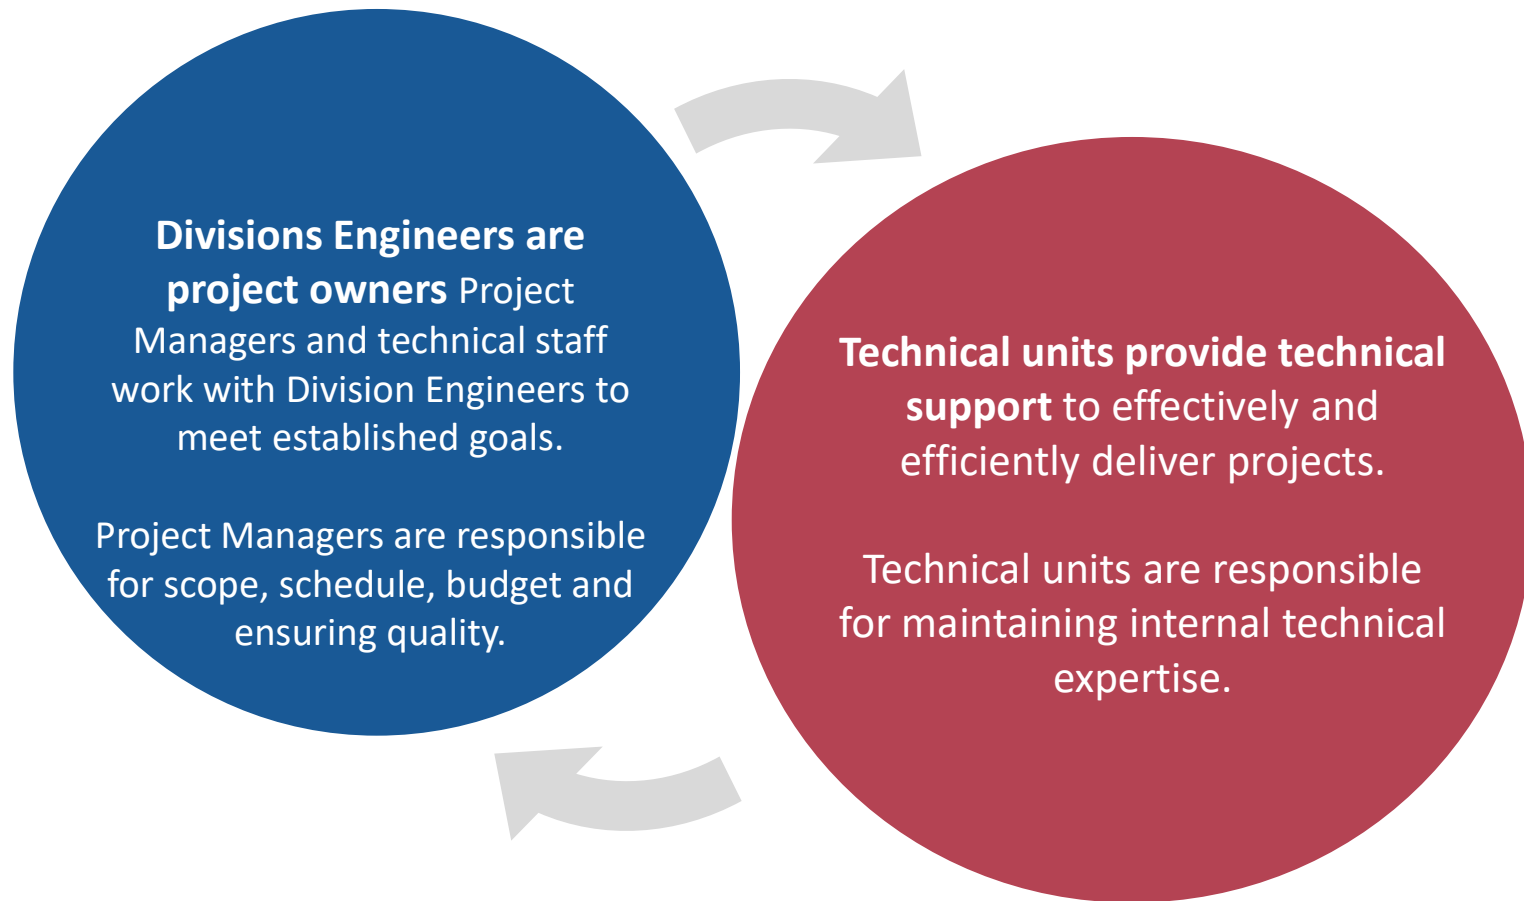 Divisions Engineers are
project owners Project
Managers and technical staff
work with Division Engineers to
meet established goals.
Project Managers are responsible
for scope, schedule, budget and
ensuring quality.
Technical units provide technical
support to effectively and
efficiently deliver projects.
Technical units are responsible
for maintaining internal technical
expertise.